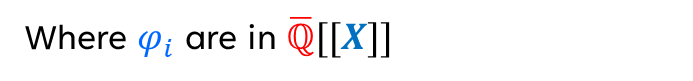 Where φᵢ are in ℚ̅[[X]]